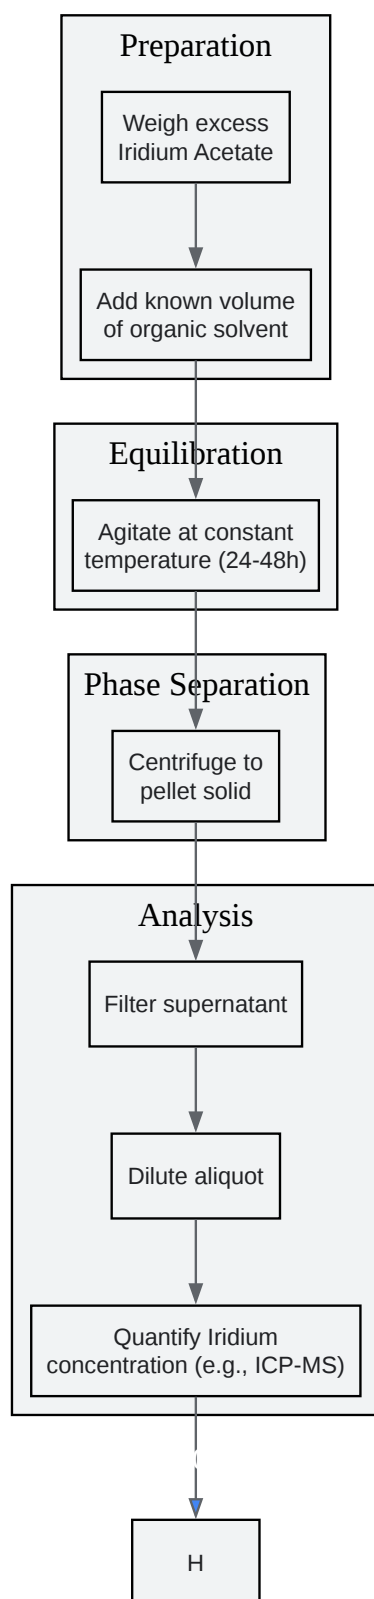 Preparation
Weigh excess
Iridium Acetate
Add known volume
of organic solvent
Equilibration
Agitate at constant
temperature (24-48h)
Phase Separation
Centrifuge to
pellet solid
Analysis
Filter supernatant
Dilute aliquot
Quantify Iridium
concentration (e.g., ICP-MS)
H